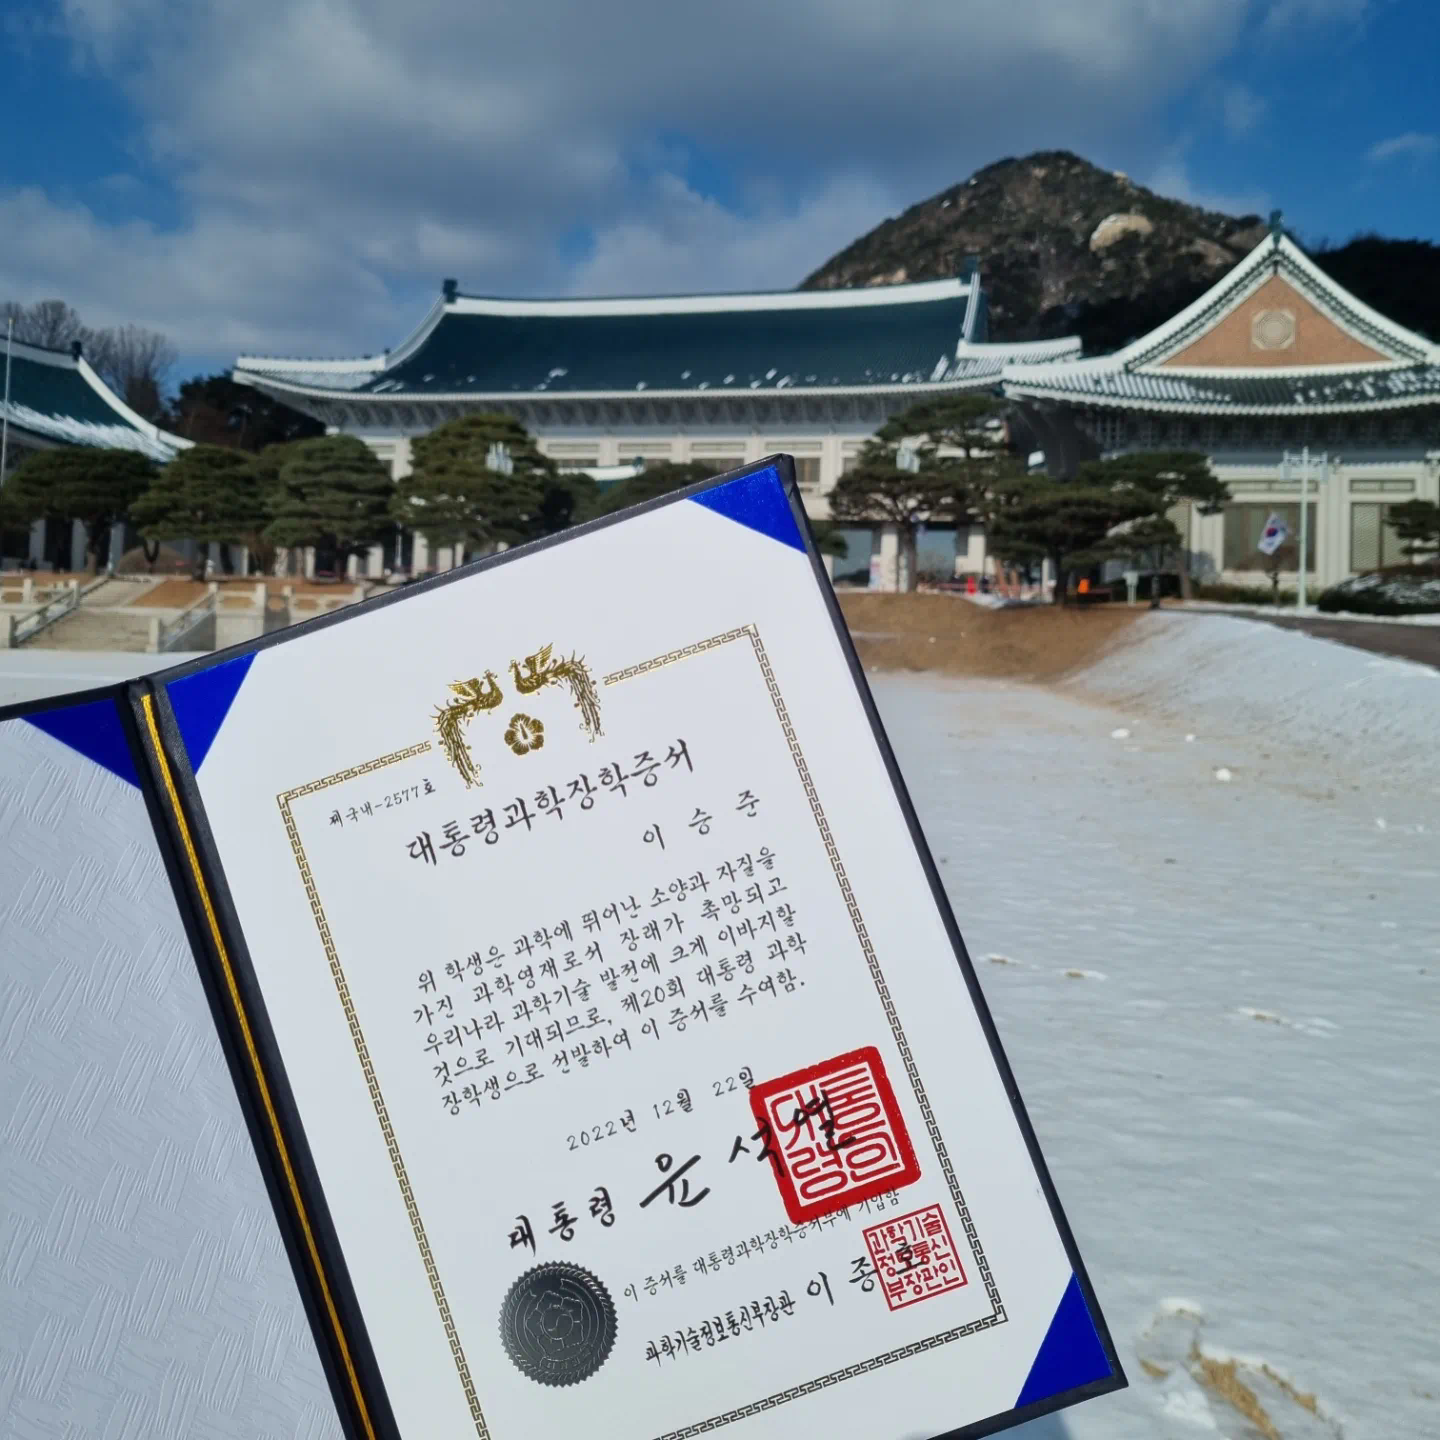 제 국내-2577 호
대통령과학장학증서
이 승 준
위 학생은 과학에 뛰어난 소양과 자질을
가진 과학영재로서 장래가 촉망되고
우리나라 과학기술 발전에 크게 이바지할
것으로 기대되므로, 제20회 대통령 과학
장학생으로 선발하여 이 증서를 수여함.
2022년 12월 22일
대통령 윤 석 열
대통령인
이 증서를 대통령과학장학증서부에 기입함
과학기술정보통신부장관 이 종 호
과학기술
정보통신
부장관인